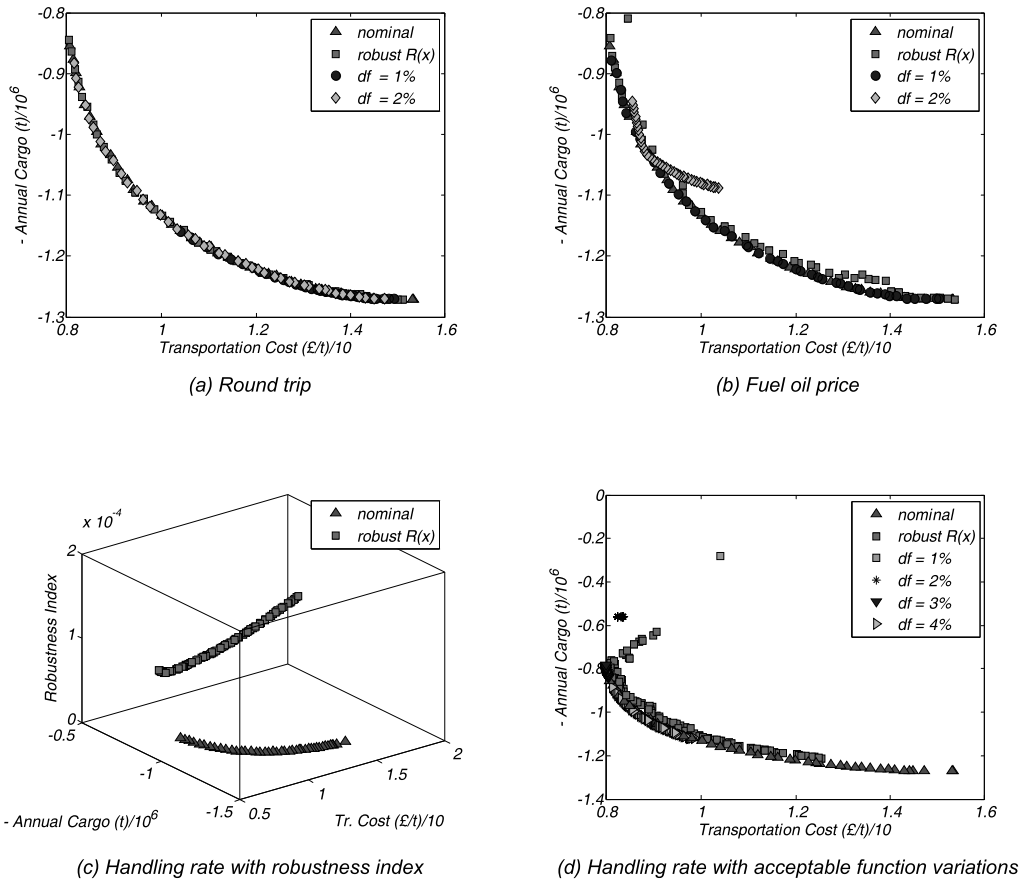 -0.8
-0.9
-1
-1.1
-1.2
-1.3
- Annual Cargo (t)/10^6
0.8 1 1.2 1.4 1.6
Transportation Cost (£/t)/10
nominal
robust R(x)
df = 1%
df = 2%
(a) Round trip
-0.8
-0.9
-1
-1.1
-1.2
-1.3
- Annual Cargo (t)/10^6
0.8 1 1.2 1.4 1.6
Transportation Cost (£/t)/10
nominal
robust R(x)
df = 1%
df = 2%
(b) Fuel oil price
x 10^-4
2
1
0
Robustness Index
-0.5
-1
-1.5
- Annual Cargo (t)/10^6
0.5
1
1.5
2
Tr. Cost (£/t)/10
nominal
robust R(x)
(c) Handling rate with robustness index
0
-0.2
-0.4
-0.6
-0.8
-1
-1.2
-1.4
- Annual Cargo (t)/10^6
0.8 1 1.2 1.4 1.6
Transportation Cost (£/t)/10
nominal
robust R(x)
df = 1%
df = 2%
df = 3%
df = 4%
(d) Handling rate with acceptable function variations